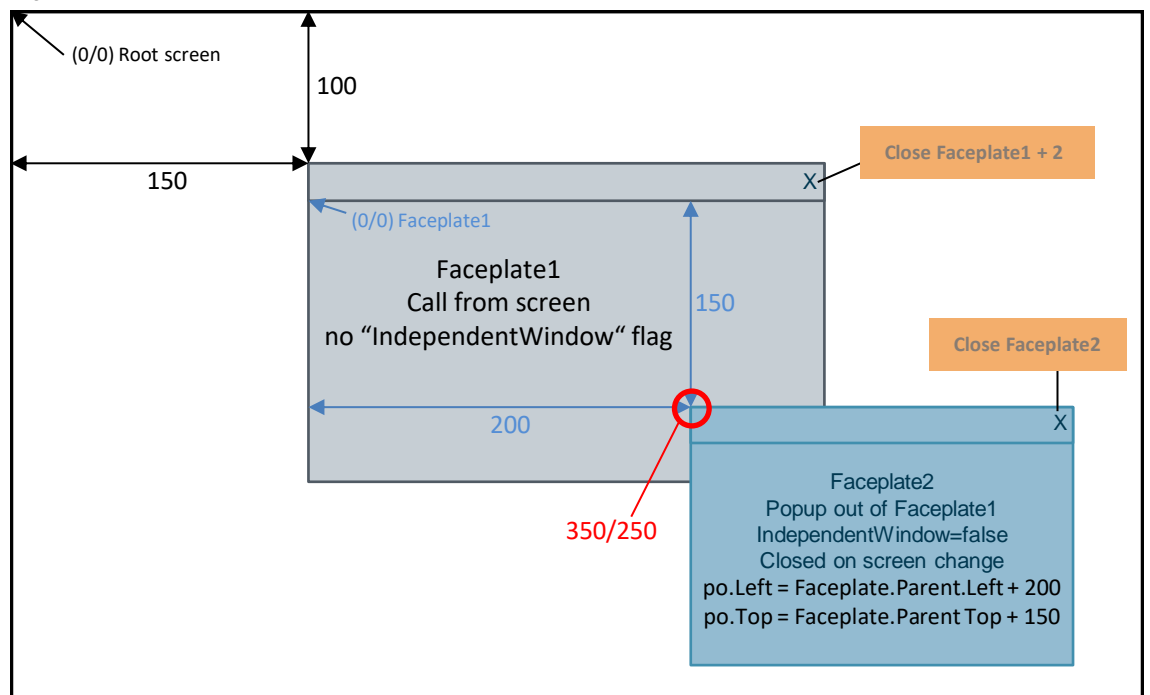 (0/0) Root screen
100
Close Faceplate1 + 2
150
X
(0/0) Faceplate1
Faceplate1
Call from screen
no “IndependentWindow“ flag
150
Close Faceplate2
200
X
350/250
Faceplate2
Popup out of Faceplate1
IndependentWindow=false
Closed on screen change
po.Left = Faceplate.Parent.Left + 200
po.Top = Faceplate.Parent Top + 150